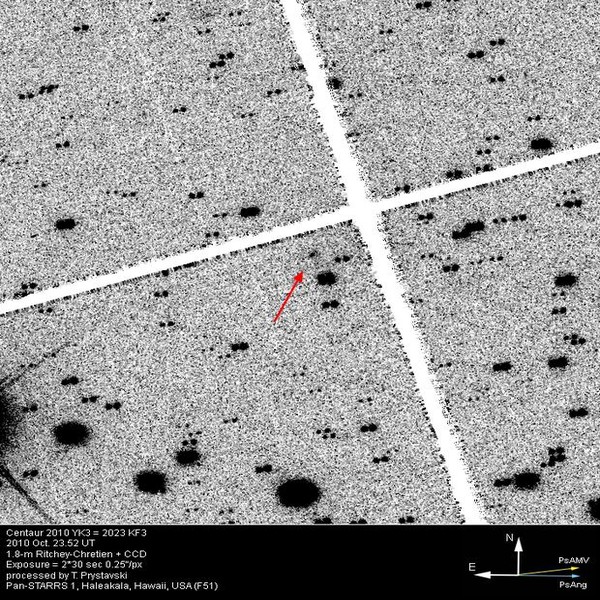 Centaur 2010 YK3 = 2023 KF3
2010 Oct. 23.52 UT
1.8-m Ritchey-Chretien + CCD
Exposure = 2*30 sec 0.25"/px
processed by T. Prystavski
Pan-STARRS 1, Haleakala, Hawaii, USA (F51)
N
E
PsAMV
PsAng